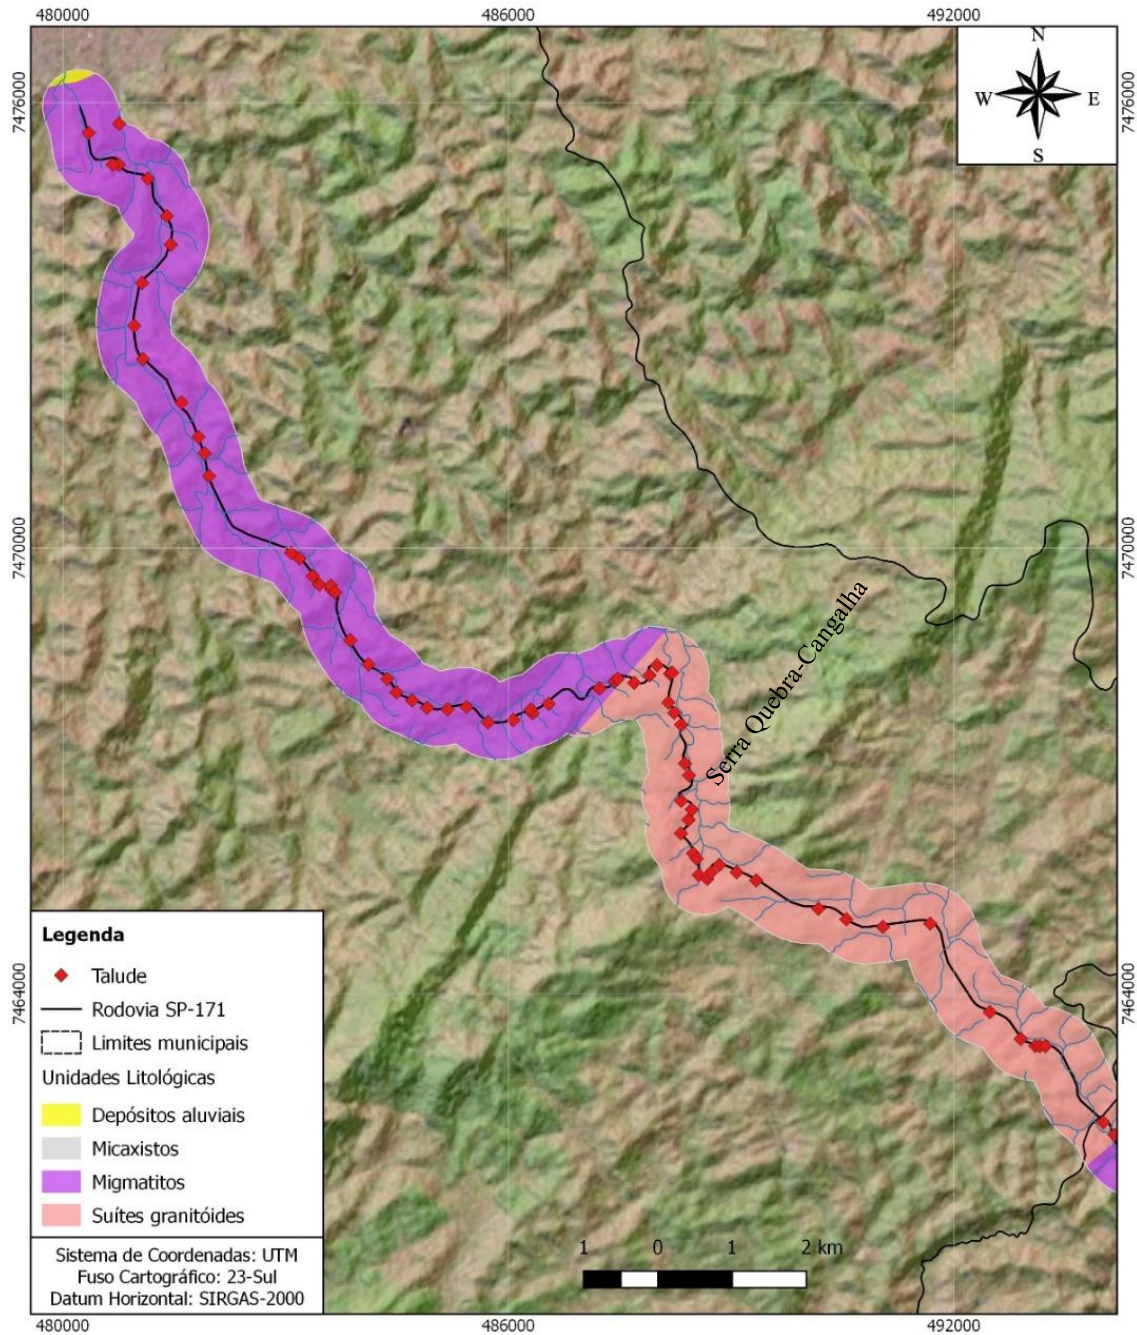 480000 486000 492000
N
W E
S
7476000 7476000
7470000 7470000
Serra Quebra-Cangalha
7464000 7464000
Legenda
Talude
Rodovia SP-171
Limites municipais
Unidades Litológicas
Depósitos aluviais
Micaxistos
Migmatitos
Suítes granitóides
Sistema de Coordenadas: UTM
Fuso Cartográfico: 23-Sul
Datum Horizontal: SIRGAS-2000
1 0 1 2 km
480000 486000 492000